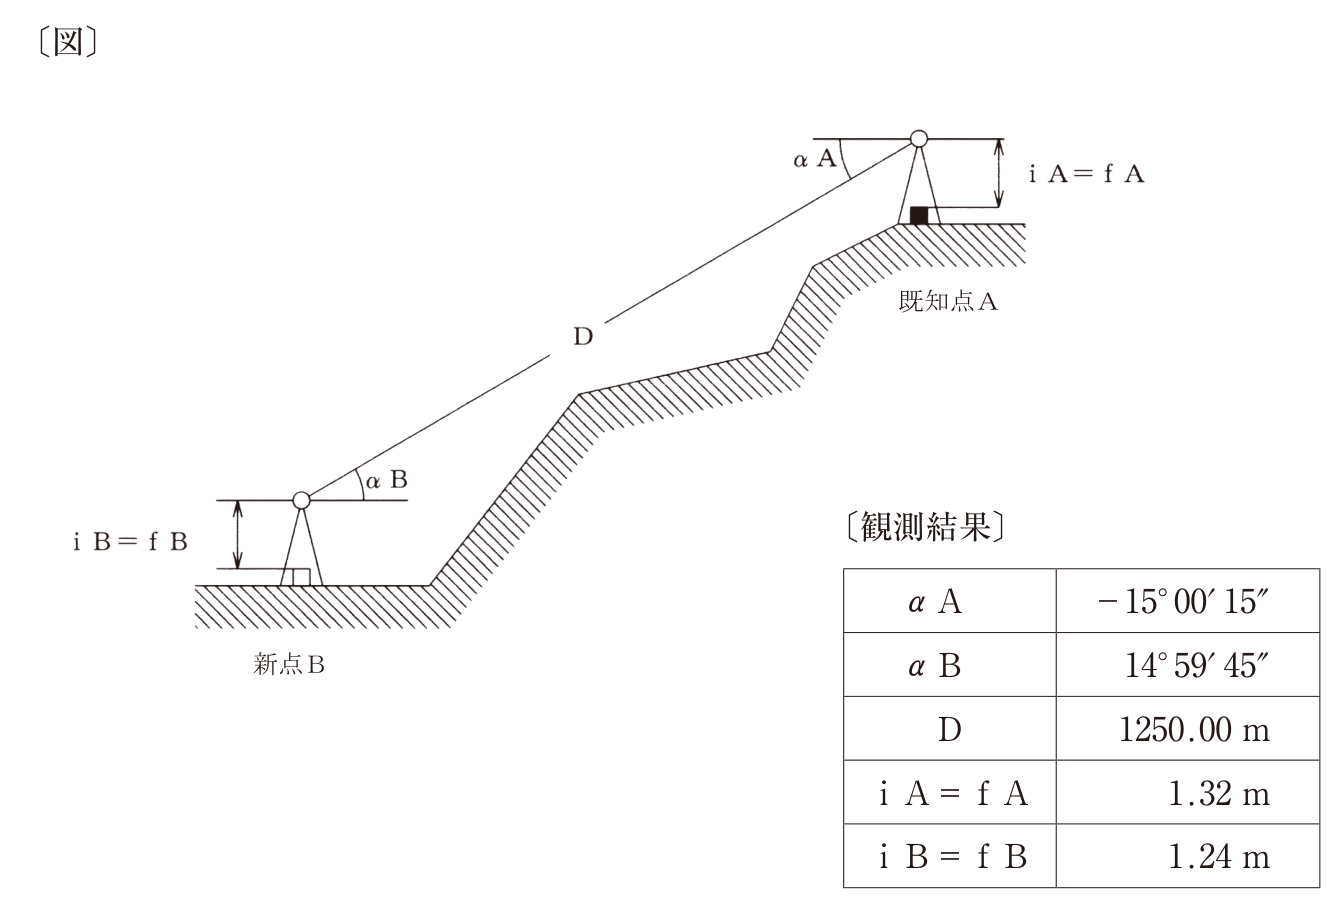 〔図〕
α A
i A＝ f A
D
既知点A
α B
i B＝ f B
新点B
〔観測結果〕
α A －15°00′15″
α B 14°59′45″
D 1250.00 m
i A＝ f A 1.32 m
i B＝ f B 1.24 m